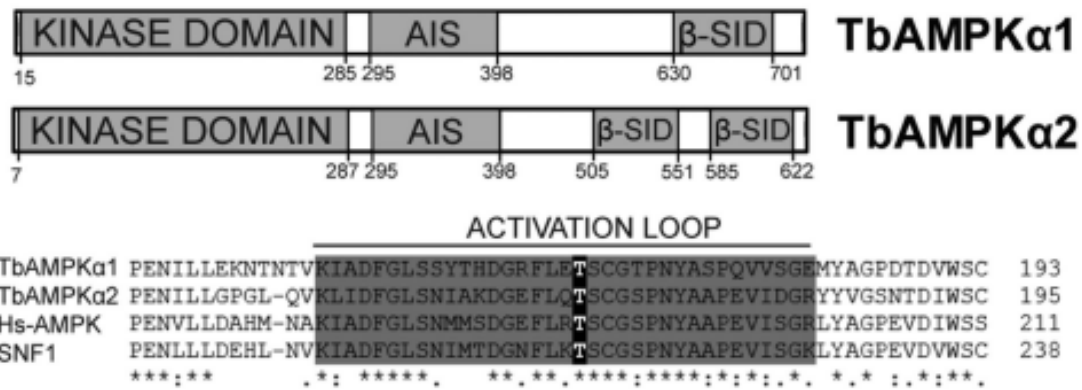 KINASE DOMAIN AIS β-SID TbAMPKα1
15 285 295 398 630 701
KINASE DOMAIN AIS β-SID β-SID TbAMPKα2
7 287 295 398 505 551 585 622
ACTIVATION LOOP
TbAMPKα1 PENILLEKNTNTVKIADFGLSSYTHDGRFLETSCGTPNYASPQVVSGEMYAGPDTDVWSC 193
TbAMPKα2 PENILLGPGL-QVKLIDFGLSNIAKDGEFLQTSCGSPNYAAPEVIDGRYYVGSNTDIWSC 195
Hs-AMPK PENVLLDAHM-NAKIADFGLSNMMSDGEFLRTSCGSPNYAAPEVISGRLYAGPEVDIWSS 211
SNF1 PENLLLDEHL-NVKIADFGLSNIMTDGNFLKTSCGSPNYAAPEVISGKLYAGPEVDVWSC 238
***:** .*: *****. **.**.*****:****:*:*:.*. *.* :.*:**.